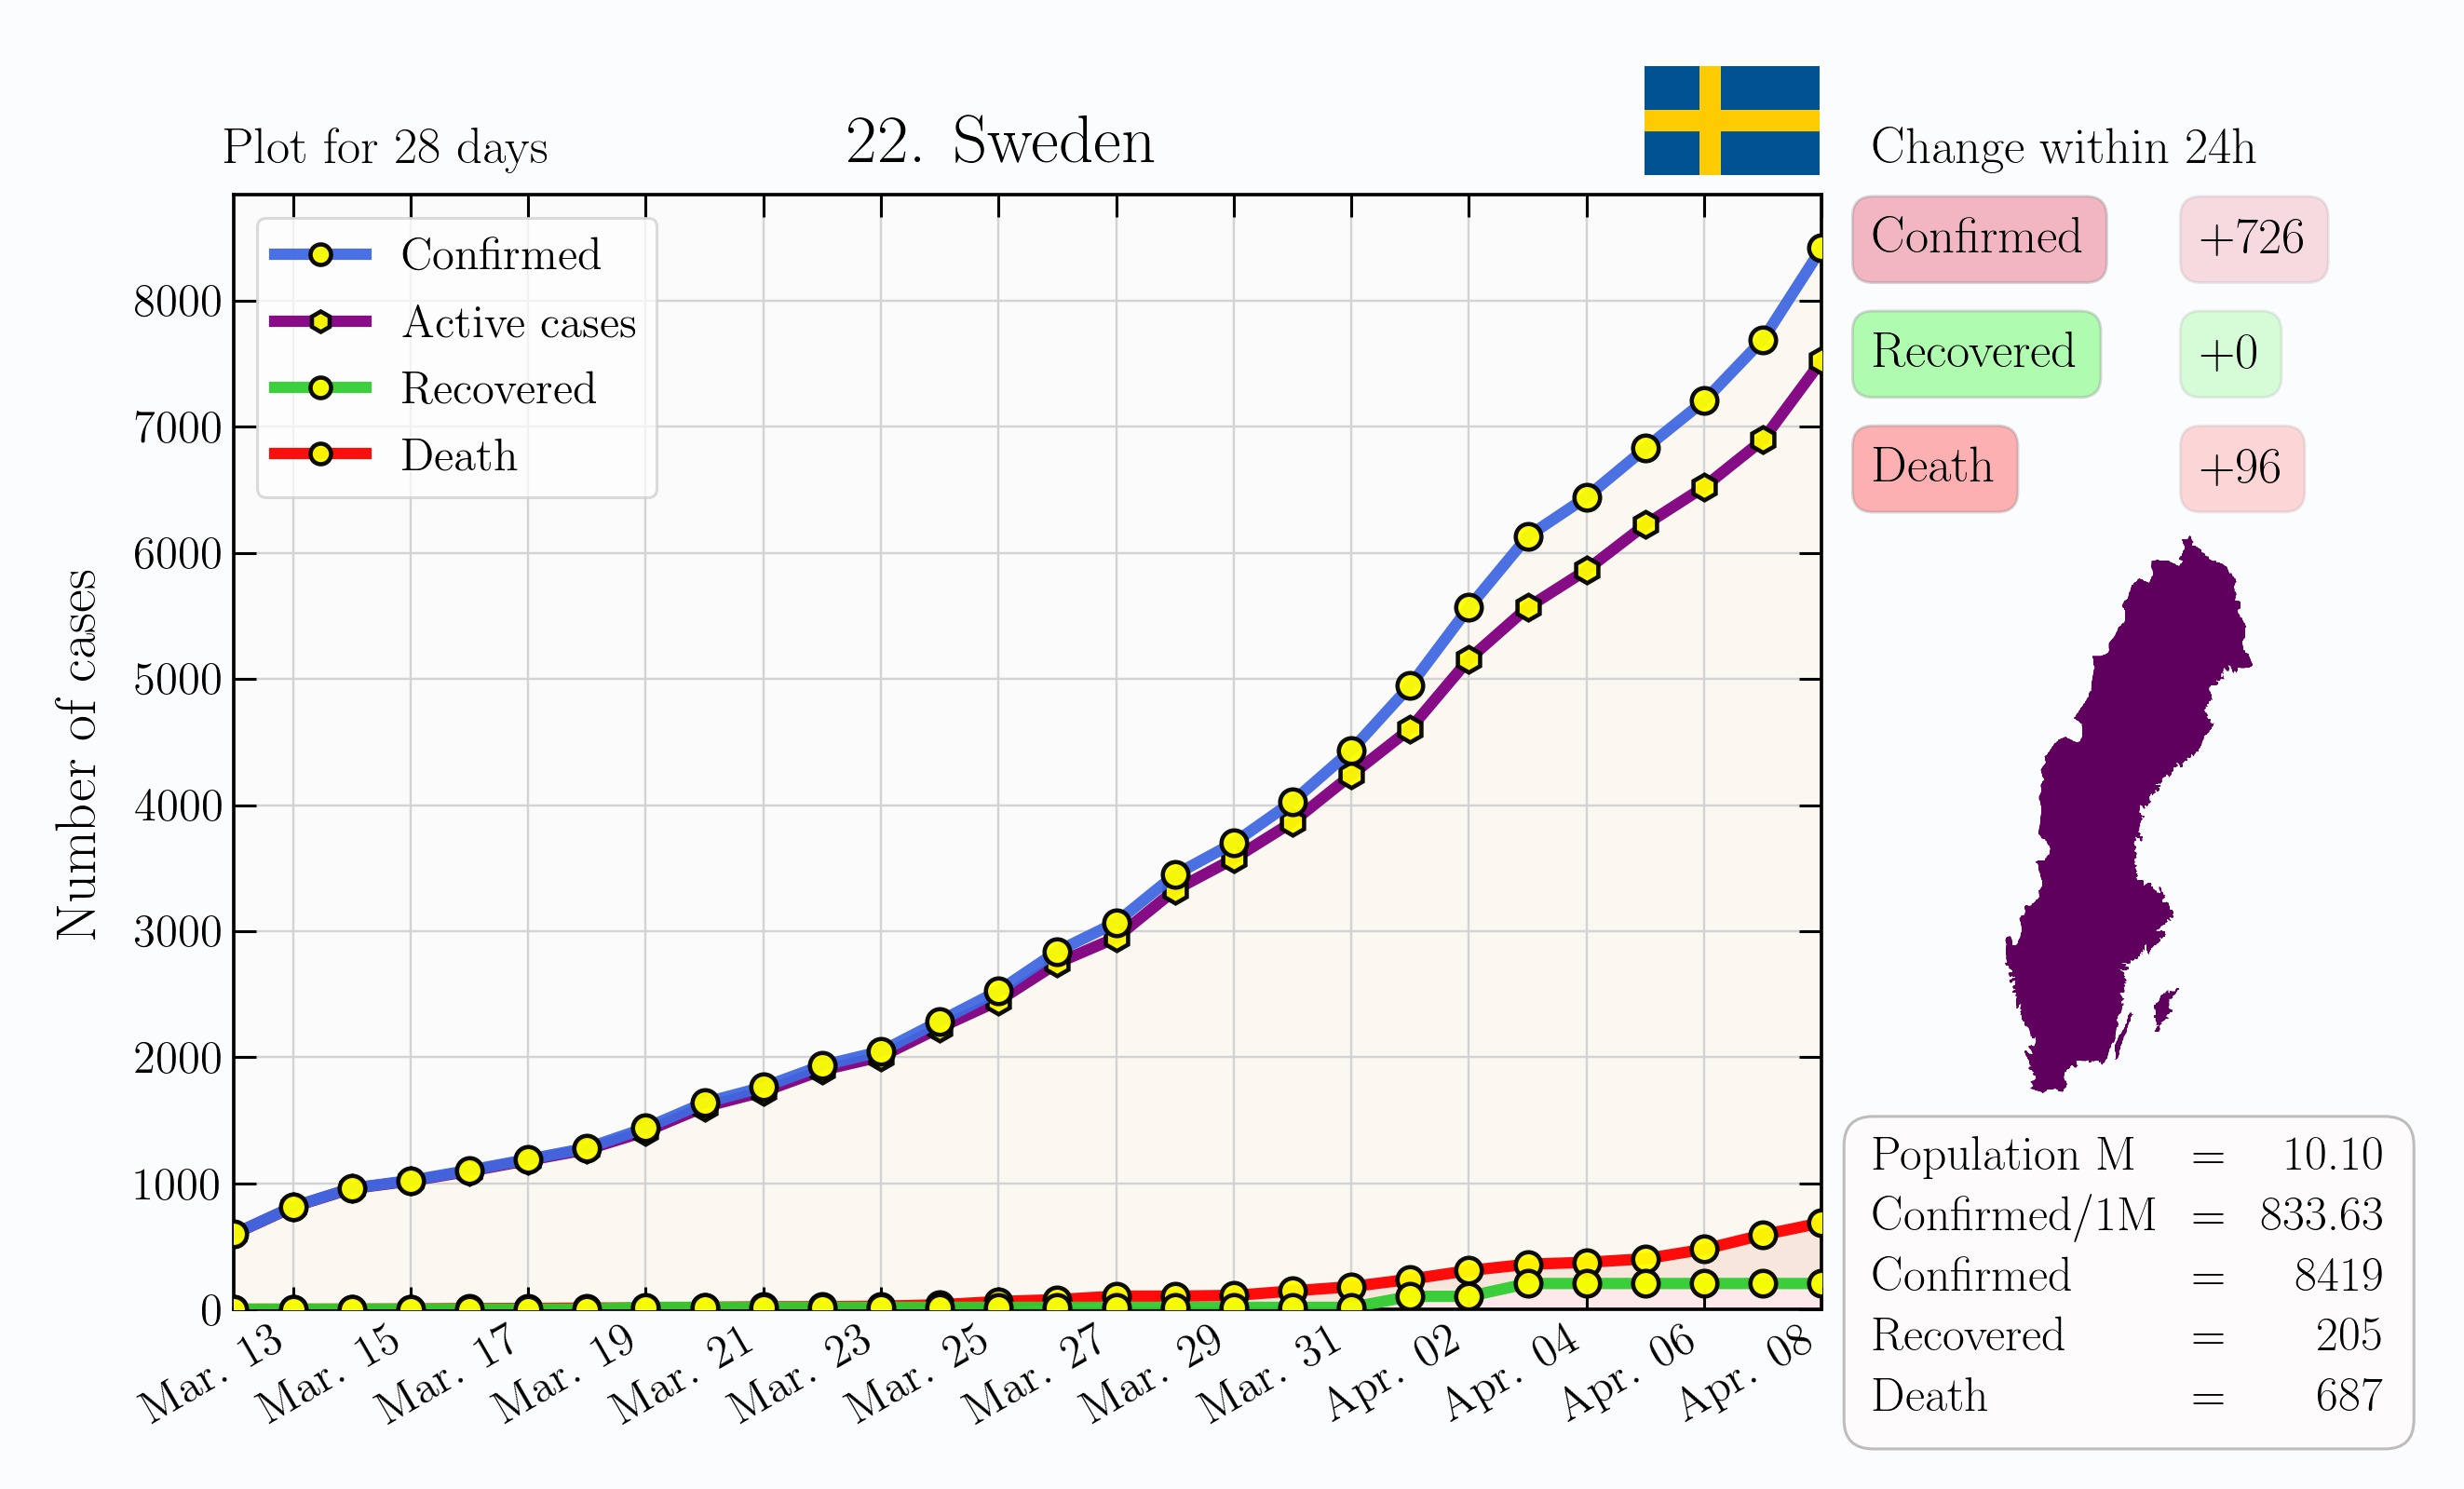 Plot for 28 days
22. Sweden
Change within 24h
Confirmed +726
Recovered +0
Death +96
Confirmed
Active cases
Recovered
Death
Number of cases
8000
7000
6000
5000
4000
3000
2000
1000
0
Mar. 13
Mar. 15
Mar. 17
Mar. 19
Mar. 21
Mar. 23
Mar. 25
Mar. 27
Mar. 29
Mar. 31
Apr. 02
Apr. 04
Apr. 06
Apr. 08
Population M = 10.10
Confirmed/1M = 833.63
Confirmed = 8419
Recovered = 205
Death = 687